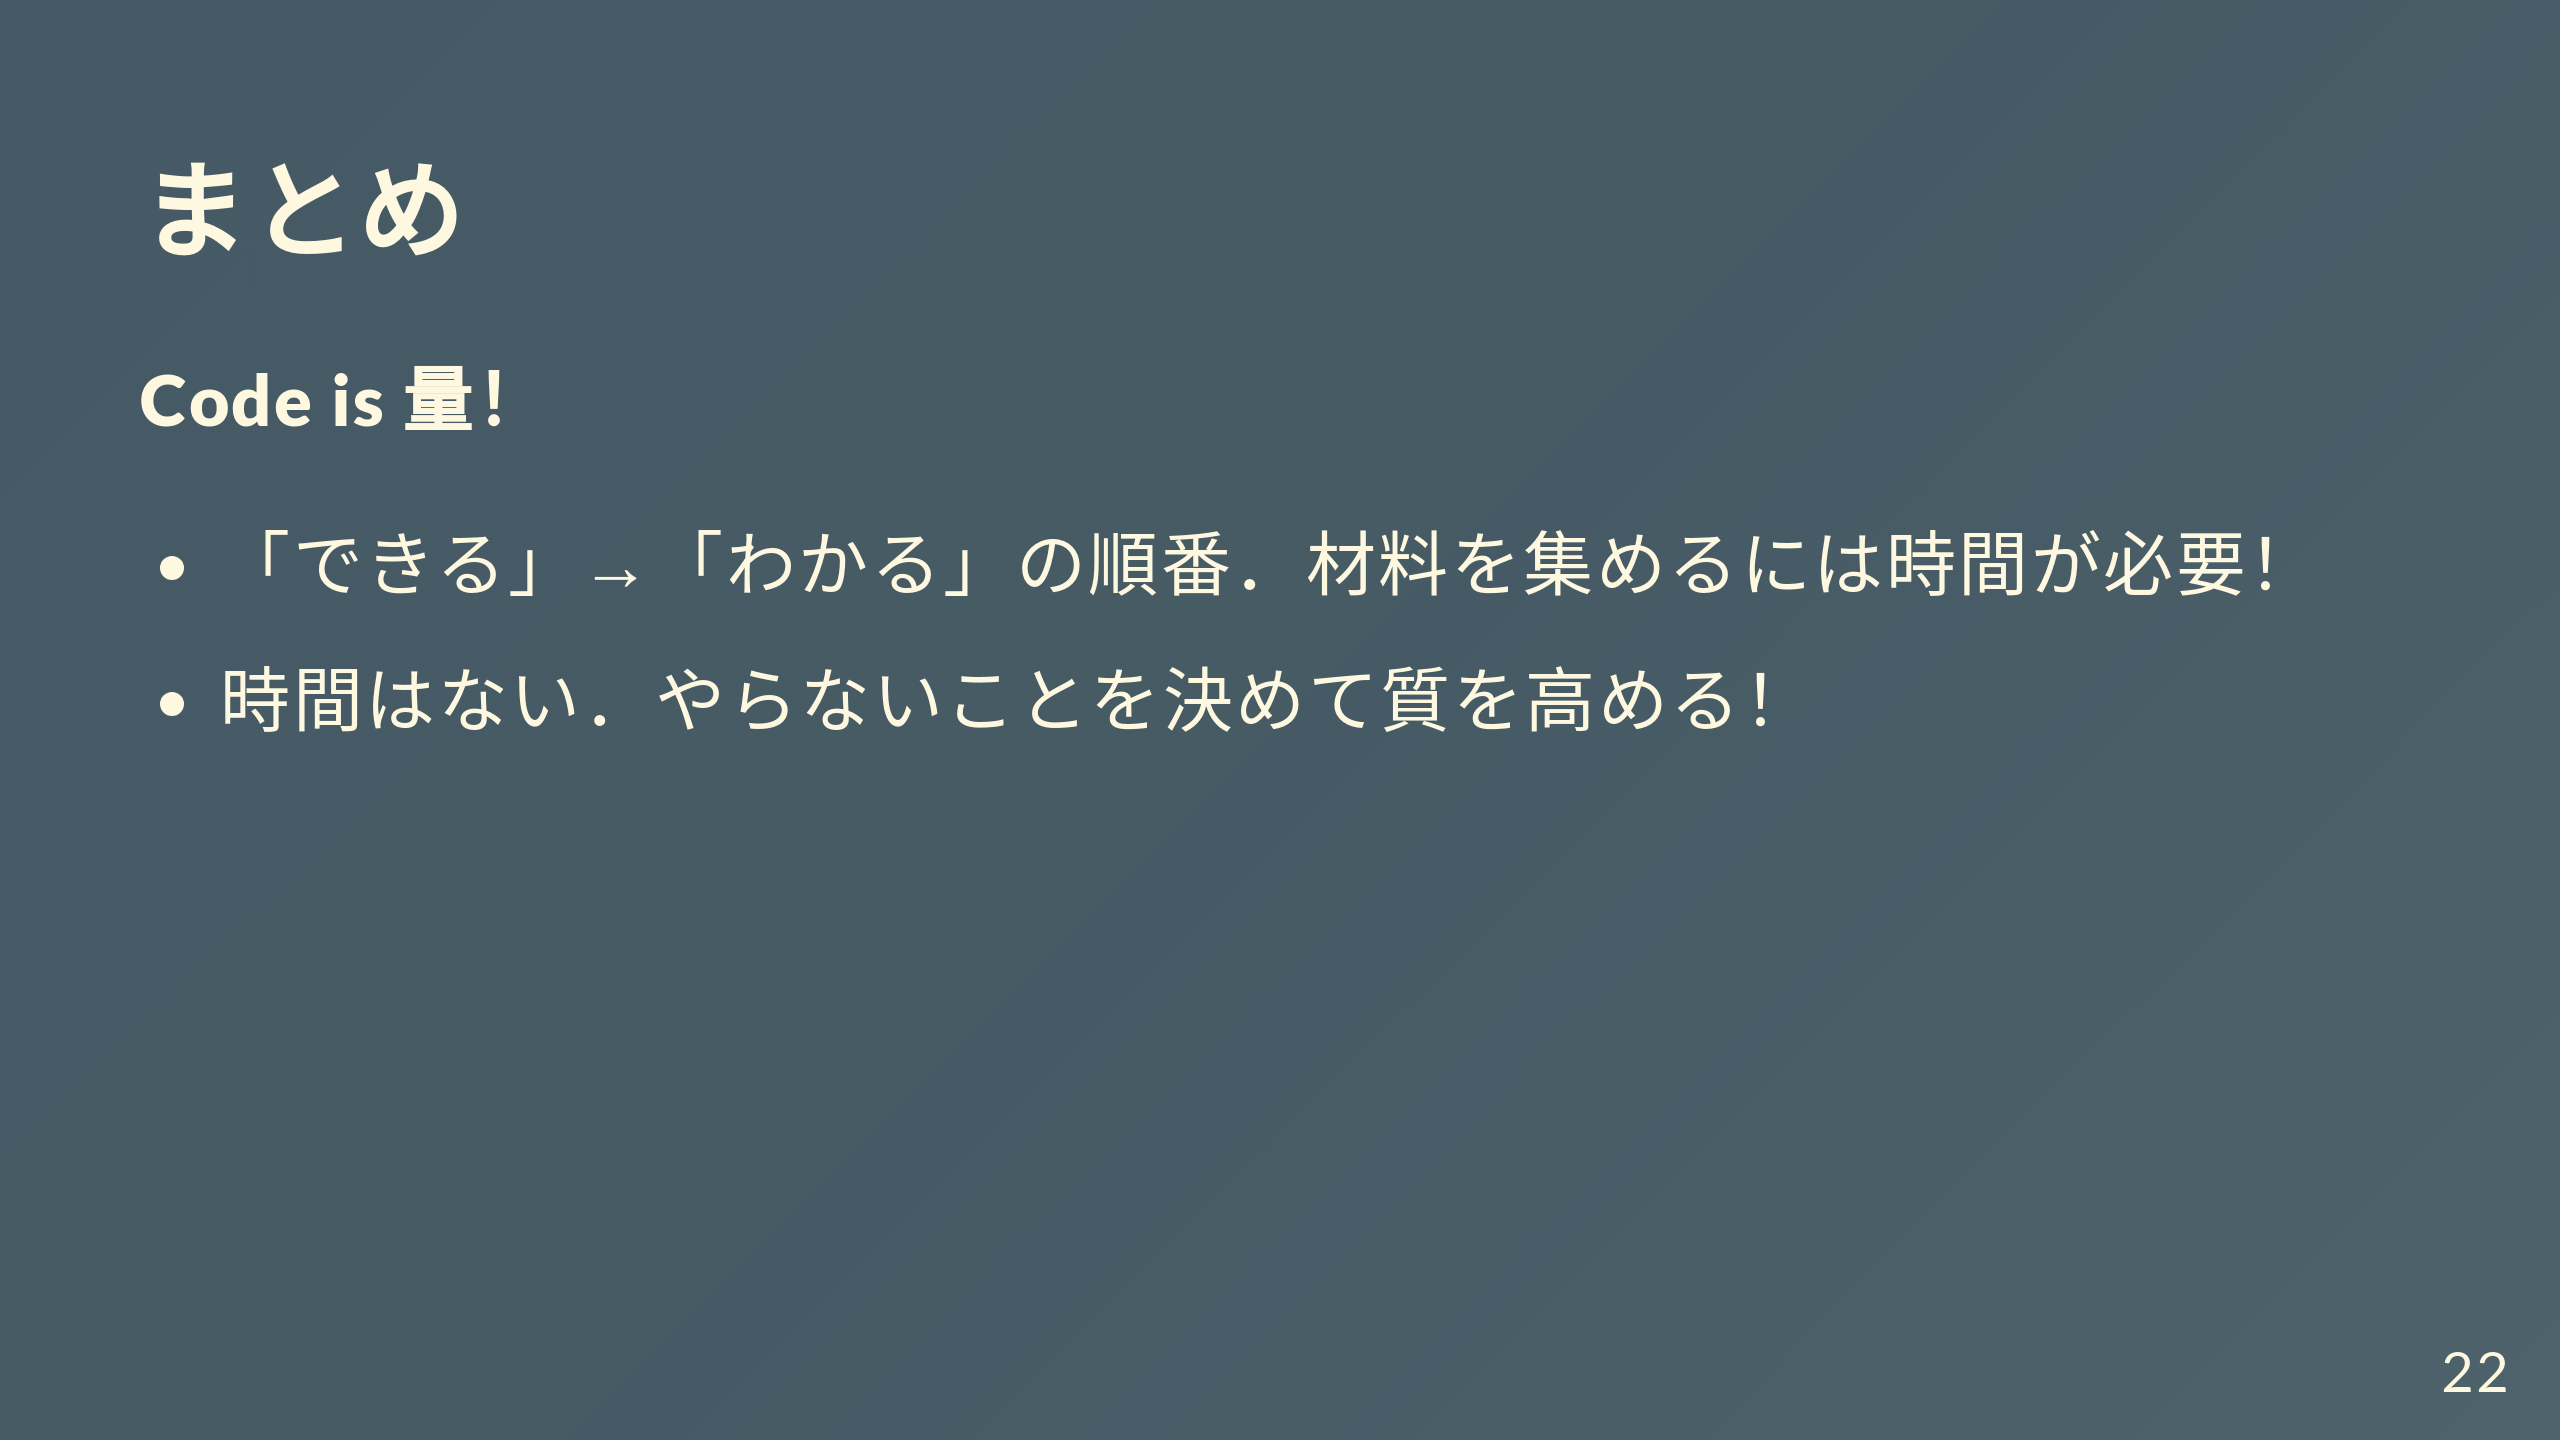 まとめ
Code is 量!
• 「できる」→「わかる」の順番．材料を集めるには時間が必要!
• 時間はない．やらないことを決めて質を高める!
22